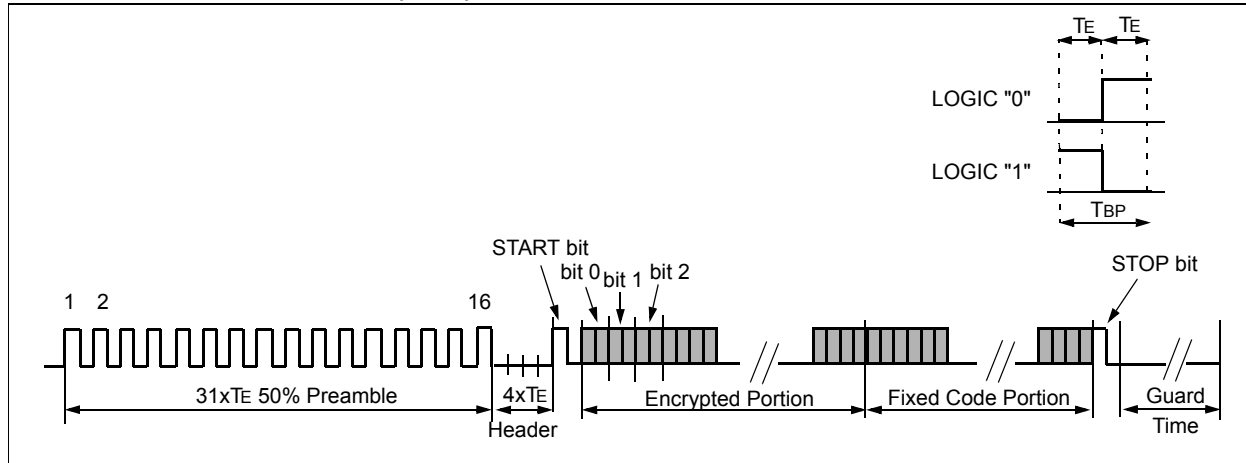 TE TE
LOGIC "0"
LOGIC "1"
TBP
START bit
bit 0 bit 1 bit 2
STOP bit
1 2 16
31xTE 50% Preamble
4xTE
Header
Encrypted Portion
Fixed Code Portion
Guard
Time